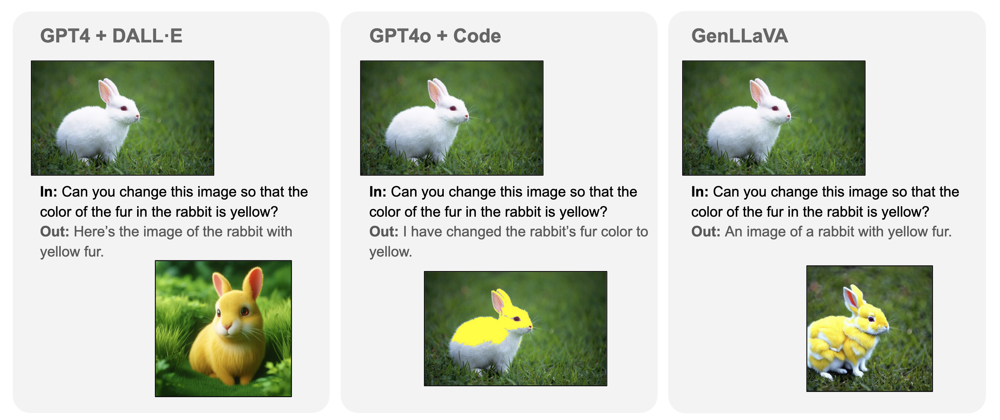 GPT4 + DALL·E
In: Can you change this image so that the
color of the fur in the rabbit is yellow?
Out: Here’s the image of the rabbit with
yellow fur.
GPT4o + Code
In: Can you change this image so that the
color of the fur in the rabbit is yellow?
Out: I have changed the rabbit’s fur color to
yellow.
GenLLaVA
In: Can you change this image so that the
color of the fur in the rabbit is yellow?
Out: An image of a rabbit with yellow fur.